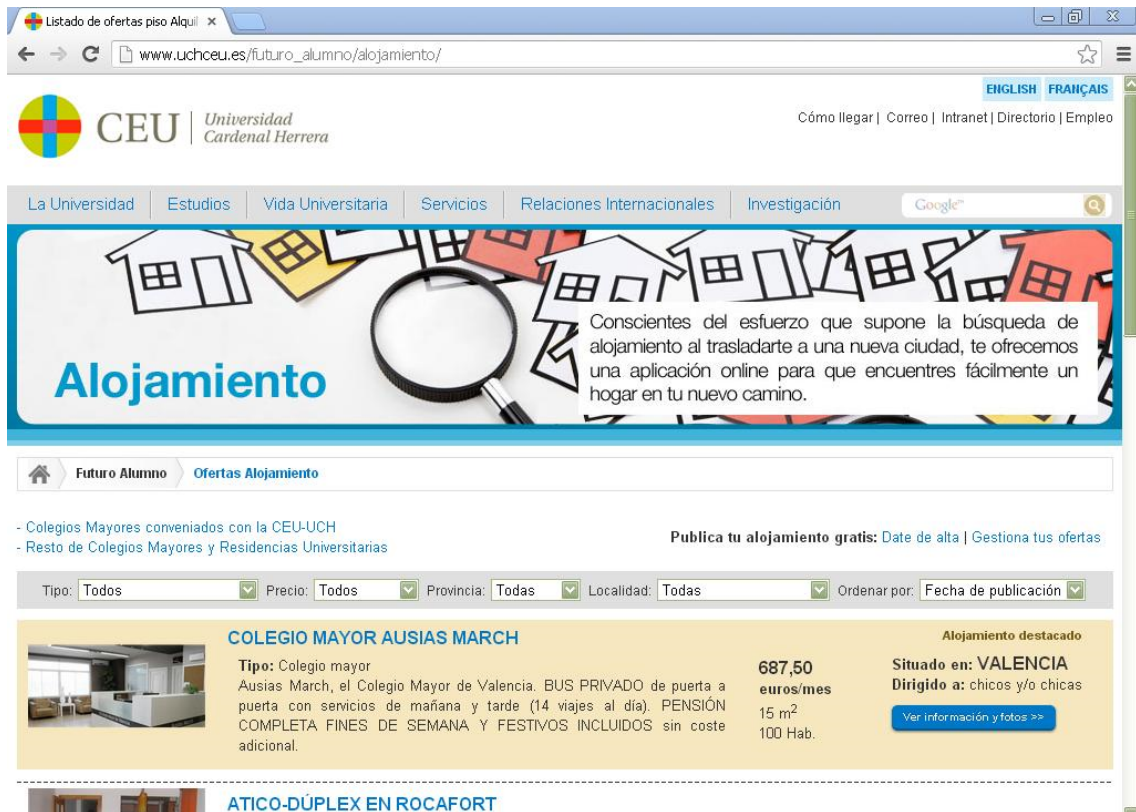 Listado de ofertas piso Alquil
www.uchceu.es/futuro_alumno/alojamiento/
ENGLISH FRANÇAIS
CEU Universidad Cardenal Herrera
Cómo llegar | Correo | Intranet | Directorio | Empleo
La Universidad Estudios Vida Universitaria Servicios Relaciones Internacionales Investigación Google™
Conscientes del esfuerzo que supone la búsqueda de
alojamiento al trasladarte a una nueva ciudad, te ofrecemos
una aplicación online para que encuentres fácilmente un
hogar en tu nuevo camino.
Alojamiento
Futuro Alumno Ofertas Alojamiento
- Colegios Mayores conveniados con la CEU-UCH
- Resto de Colegios Mayores y Residencias Universitarias
Publica tu alojamiento gratis: Date de alta | Gestiona tus ofertas
Tipo: Todos Precio: Todos Provincia: Todas Localidad: Todas Ordenar por: Fecha de publicación
COLEGIO MAYOR AUSIAS MARCH
Tipo: Colegio mayor
Ausias March, el Colegio Mayor de Valencia. BUS PRIVADO de puerta a
puerta con servicios de mañana y tarde (14 viajes al día). PENSIÓN
COMPLETA FINES DE SEMANA Y FESTIVOS INCLUIDOS sin coste
adicional.
687,50
euros/mes
15 m²
100 Hab.
Alojamiento destacado
Situado en: VALENCIA
Dirigido a: chicos y/o chicas
Ver información y fotos >>
ATICO-DÚPLEX EN ROCAFORT